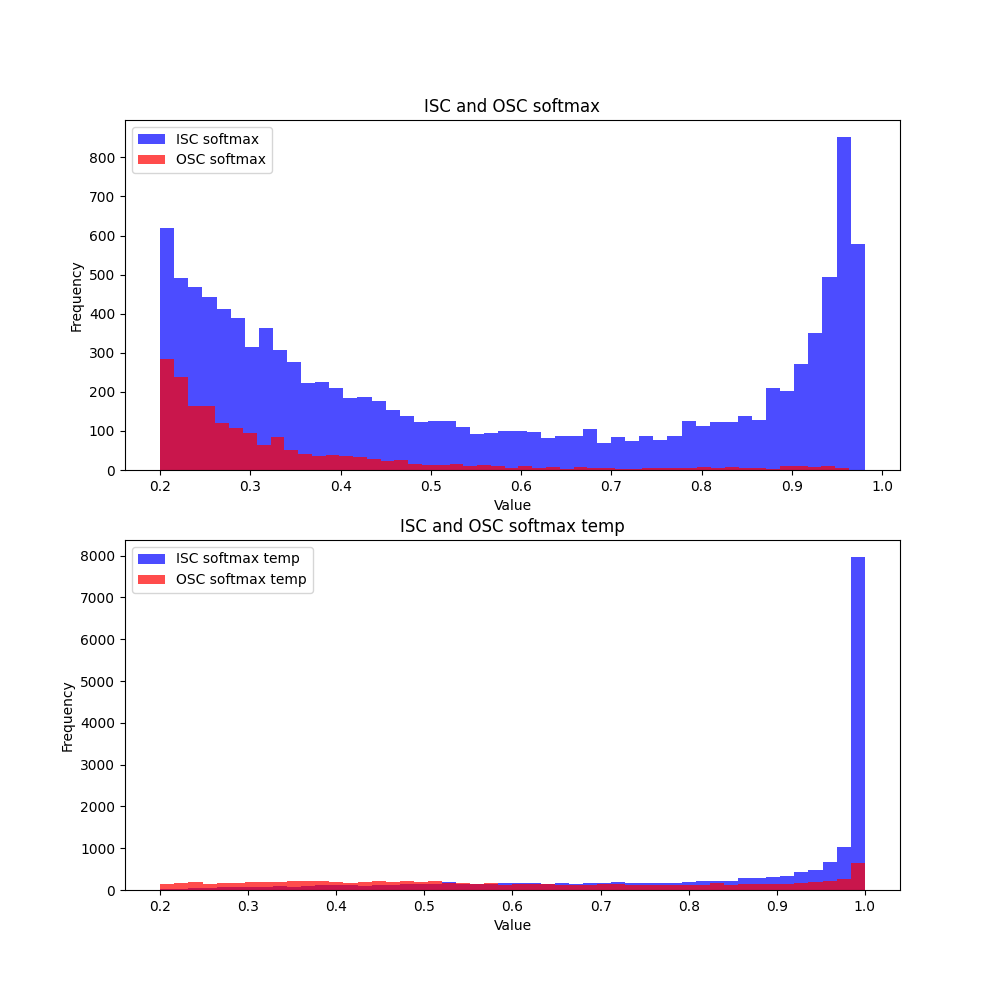 ISC and OSC softmax
ISC softmax
OSC softmax
800
700
600
500
400
300
200
100
0
Frequency
0.2 0.3 0.4 0.5 0.6 0.7 0.8 0.9 1.0
Value
ISC and OSC softmax temp
ISC softmax temp
OSC softmax temp
8000
7000
6000
5000
4000
3000
2000
1000
0
Frequency
0.2 0.3 0.4 0.5 0.6 0.7 0.8 0.9 1.0
Value